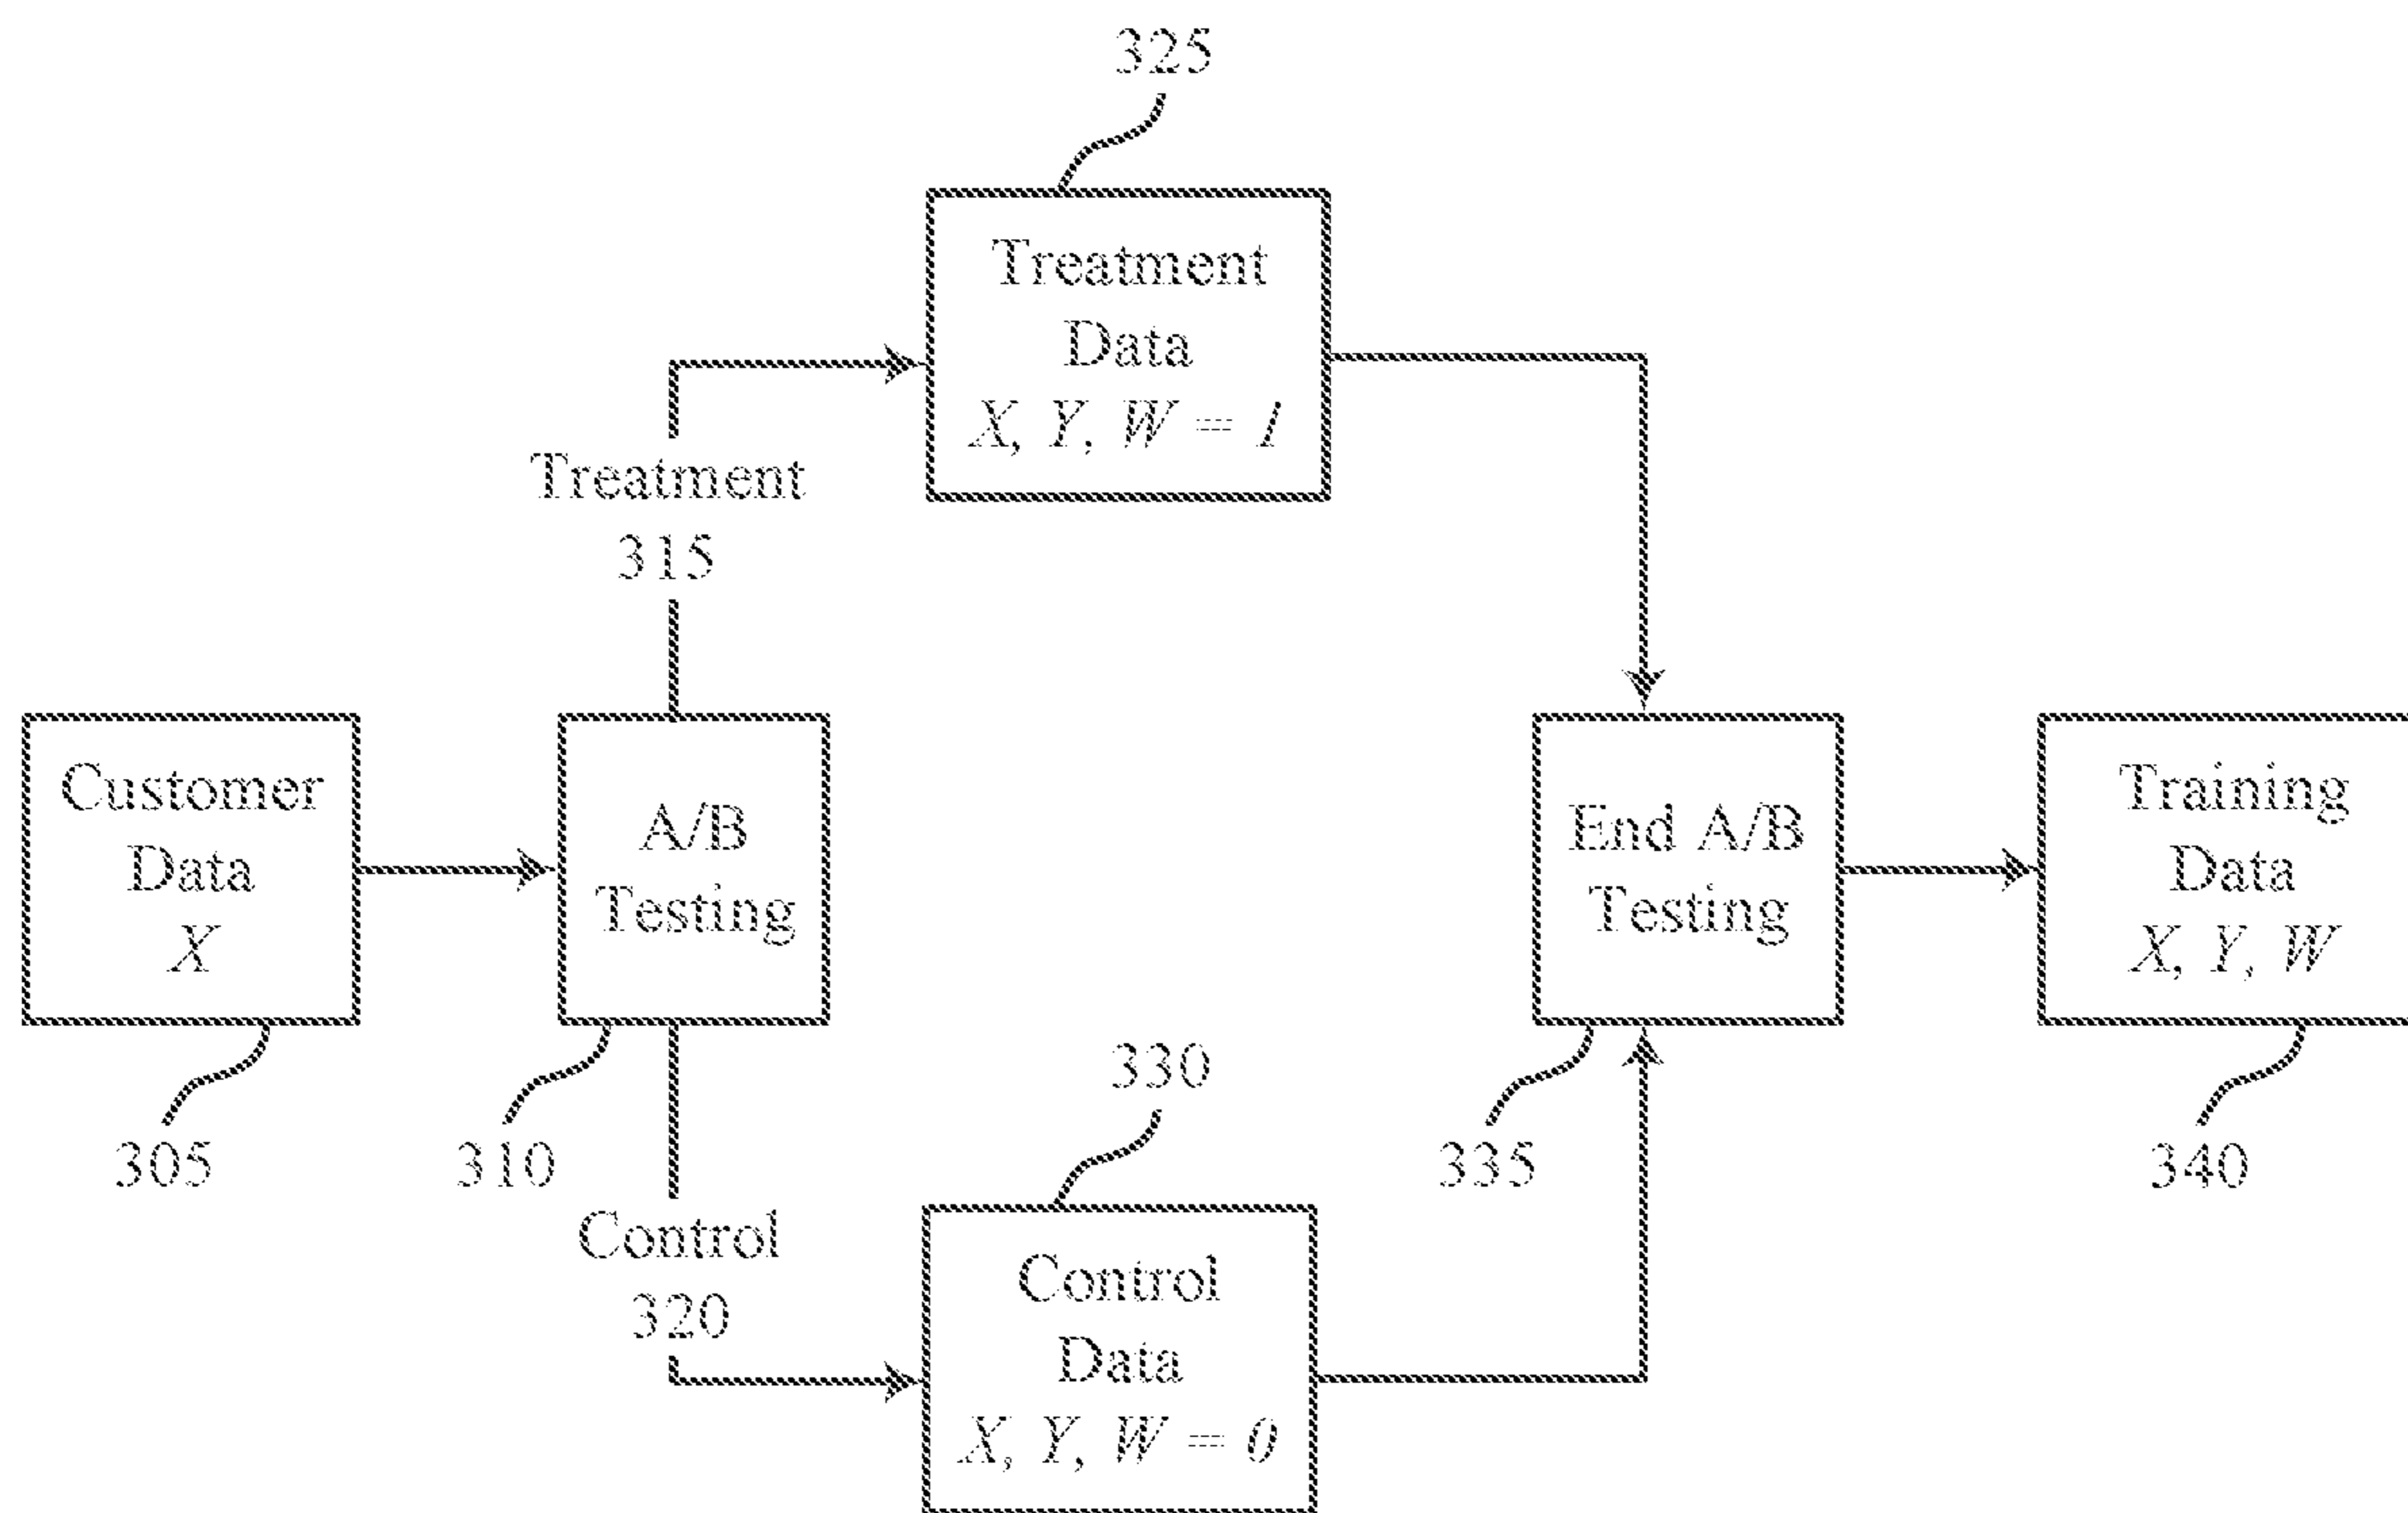 325
Treatment
Data
X, Y, W = 1
Treatment
315
Customer
Data
X
A/B
Testing
End A/B
Testing
Training
Data
X, Y, W
305
310
330
335
340
Control
320
Control
Data
X, Y, W = 0